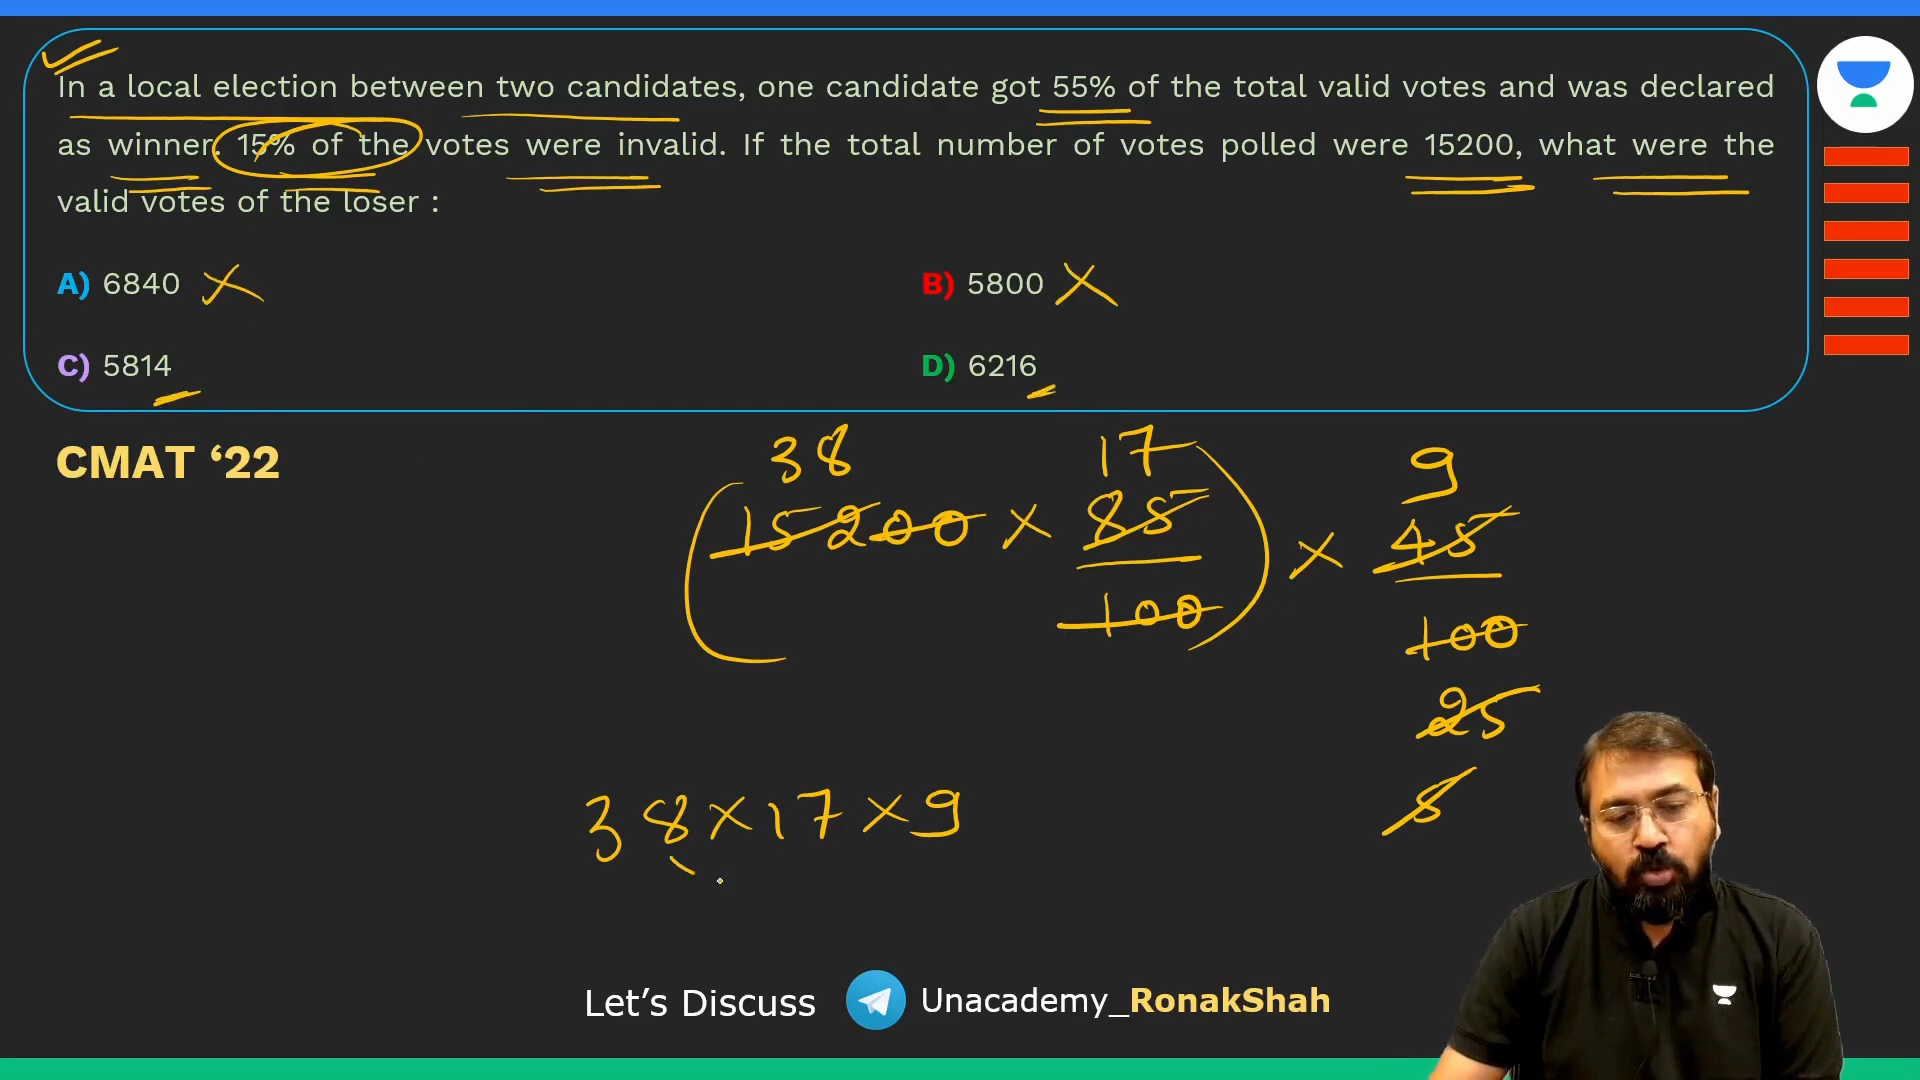 In a local election between two candidates, one candidate got 55% of the total valid votes and was declared
as winner. 15% of the votes were invalid. If the total number of votes polled were 15200, what were the
valid votes of the loser :
A) 6840
B) 5800
C) 5814
D) 6216
CMAT ‘22
38 17 9
(15200 × 85) × 45
100 100
25
5
38 × 17 × 9
Let’s Discuss Unacademy_RonakShah